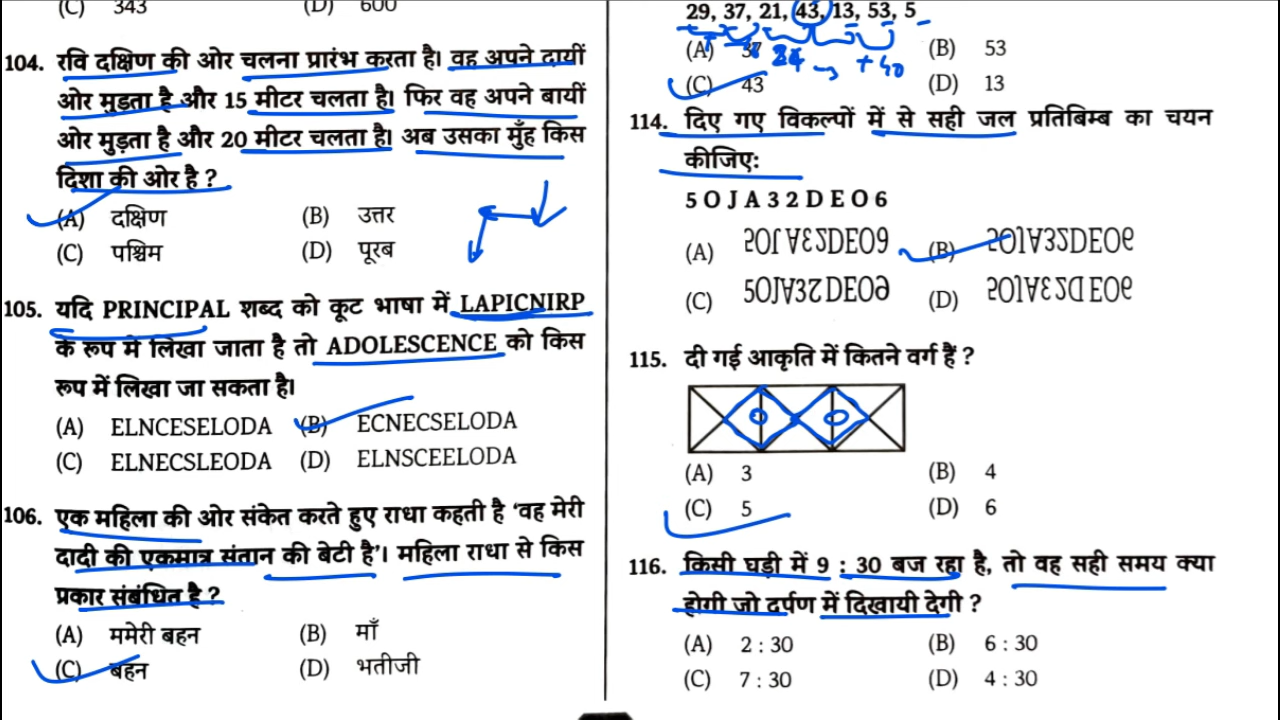 (C) 343 (D) 600
104. रवि दक्षिण की ओर चलना प्रारंभ करता है। वह अपने दायीं
ओर मुड़ता है और 15 मीटर चलता है। फिर वह अपने बायीं
ओर मुड़ता है और 20 मीटर चलता है। अब उसका मुँह किस
दिशा की ओर है ?
(A) दक्षिण (B) उत्तर
(C) पश्चिम (D) पूरब
105. यदि PRINCIPAL शब्द को कूट भाषा में LAPICNIRP
के रूप में लिखा जाता है तो ADOLESCENCE को किस
रूप में लिखा जा सकता है।
(A) ELNCESELODA (B) ECNECSELODA
(C) ELNECSLEODA (D) ELNSCEELODA
106. एक महिला की ओर संकेत करते हुए राधा कहती है 'वह मेरी
दादी की एकमात्र संतान की बेटी है'। महिला राधा से किस
प्रकार संबंधित है ?
(A) ममेरी बहन (B) माँ
(C) बहन (D) भतीजी
29, 37, 21, 43, 13, 53, 5
(A) 37 (B) 53
(C) 43 (D) 13
114. दिए गए विकल्पों में से सही जल प्रतिबिम्ब का चयन
कीजिए:
5 O J A 3 2 D E O 6
(A) (B)
(C) (D)
115. दी गई आकृति में कितने वर्ग हैं ?
(A) 3 (B) 4
(C) 5 (D) 6
116. किसी घड़ी में 9 : 30 बज रहा है, तो वह सही समय क्या
होगी जो दर्पण में दिखायी देगी ?
(A) 2 : 30 (B) 6 : 30
(C) 7 : 30 (D) 4 : 30